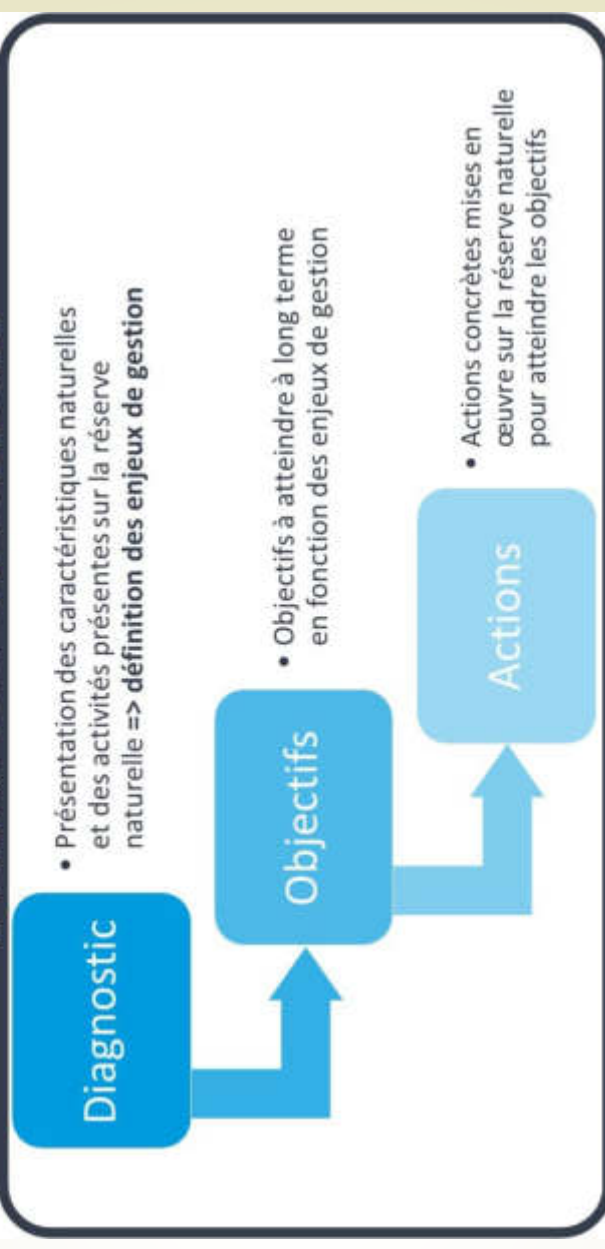 Diagnostic
• Présentation des caractéristiques naturelles
et des activités présentes sur la réserve
naturelle => définition des enjeux de gestion
Objectifs
• Objectifs à atteindre à long terme
en fonction des enjeux de gestion
Actions
• Actions concrètes mises en
œuvre sur la réserve naturelle
pour atteindre les objectifs